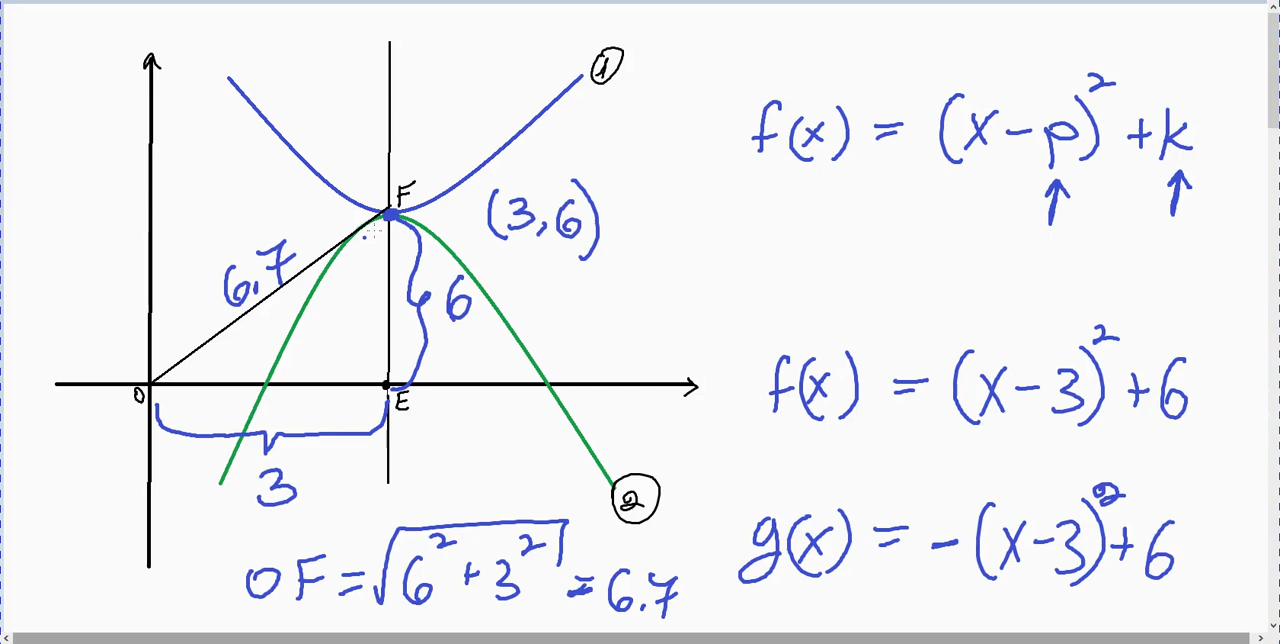 ①
F
(3,6)
6,7
6
O
E
3
②
OF=√6²+3² = 6.7
f(x) = (x-p)²+k
↑ ↑
f(x) = (x-3)²+6
g(x) = -(x-3)²+6